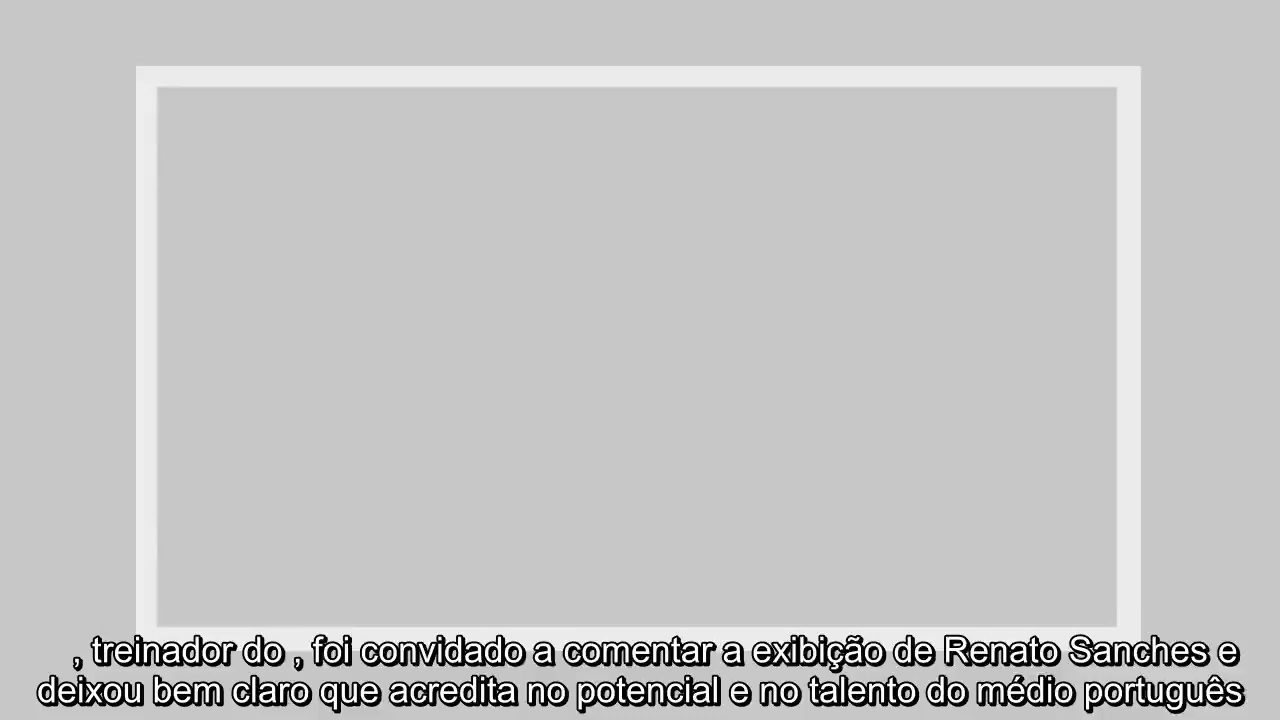 , treinador do , foi convidado a comentar a exibição de Renato Sanches e
deixou bem claro que acredita no potencial e no talento do médio português